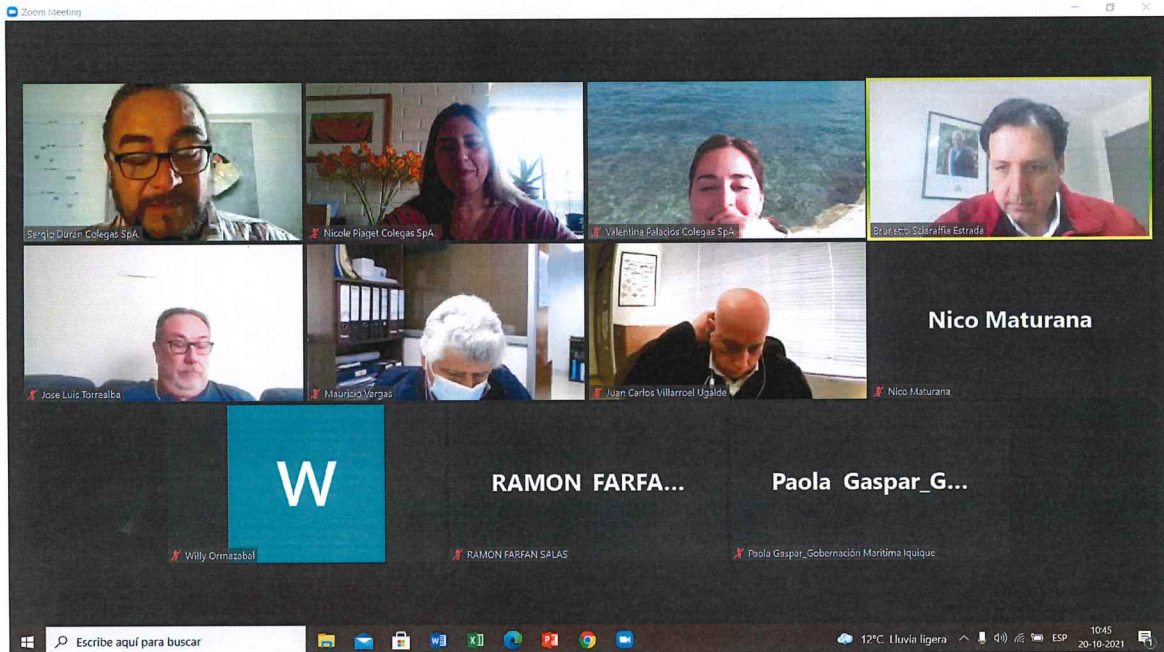 Zoom Meeting
Sergio Durán Colegas SpA
Nicole Piaget Colegas SpA
Valentina Palacios Colegas SpA
Brunetto Sciaraffia Estrada
Jose Luis Torrealba
Mauricio Vargas
Juan Carlos Villarroel Ugalde
Nico Maturana
Nico Maturana
W
Willy Ormazabal
RAMON FARFA...
RAMON FARFAN SALAS
Paola Gaspar_G...
Paola Gaspar_Gobernación Marítima Iquique
Escribe aquí para buscar
12°C Lluvia ligera
ESP
10:45
20-10-2021